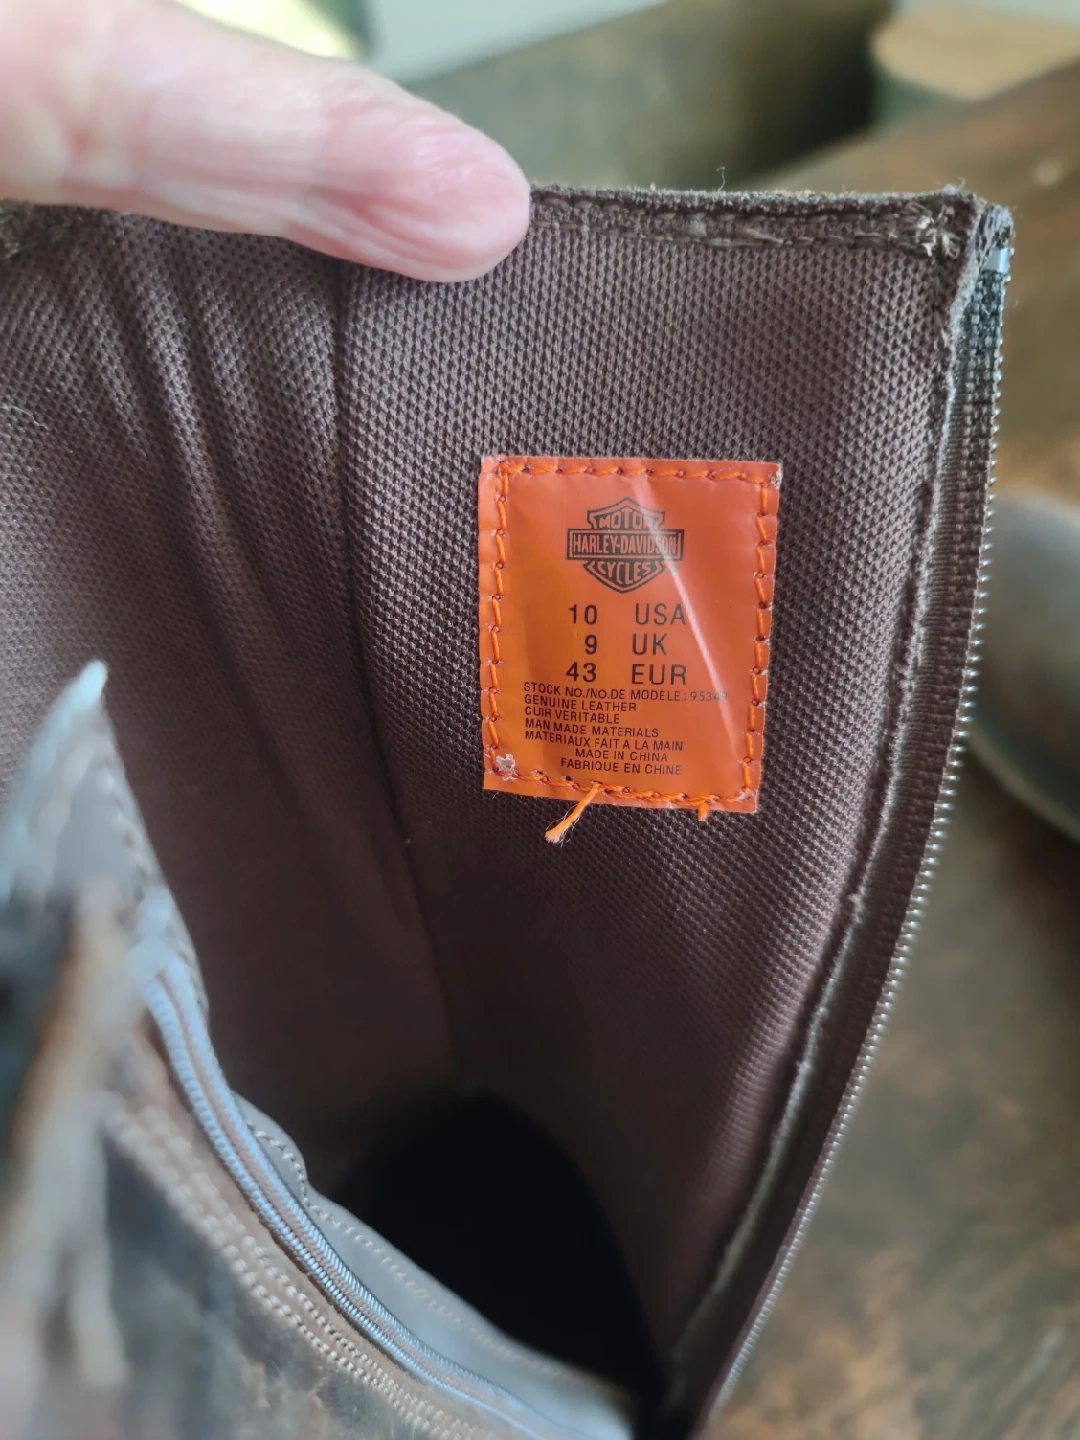 MOTOR
HARLEY-DAVIDSON
CYCLES
10 USA
9 UK
43 EUR
STOCK NO./NO.DE MODELE:
GENUINE LEATHER
CUIR VERITABLE
MAN MADE MATERIALS
MATERIAUX FAIT A LA MAIN
MADE IN CHINA
FABRIQUE EN CHINE